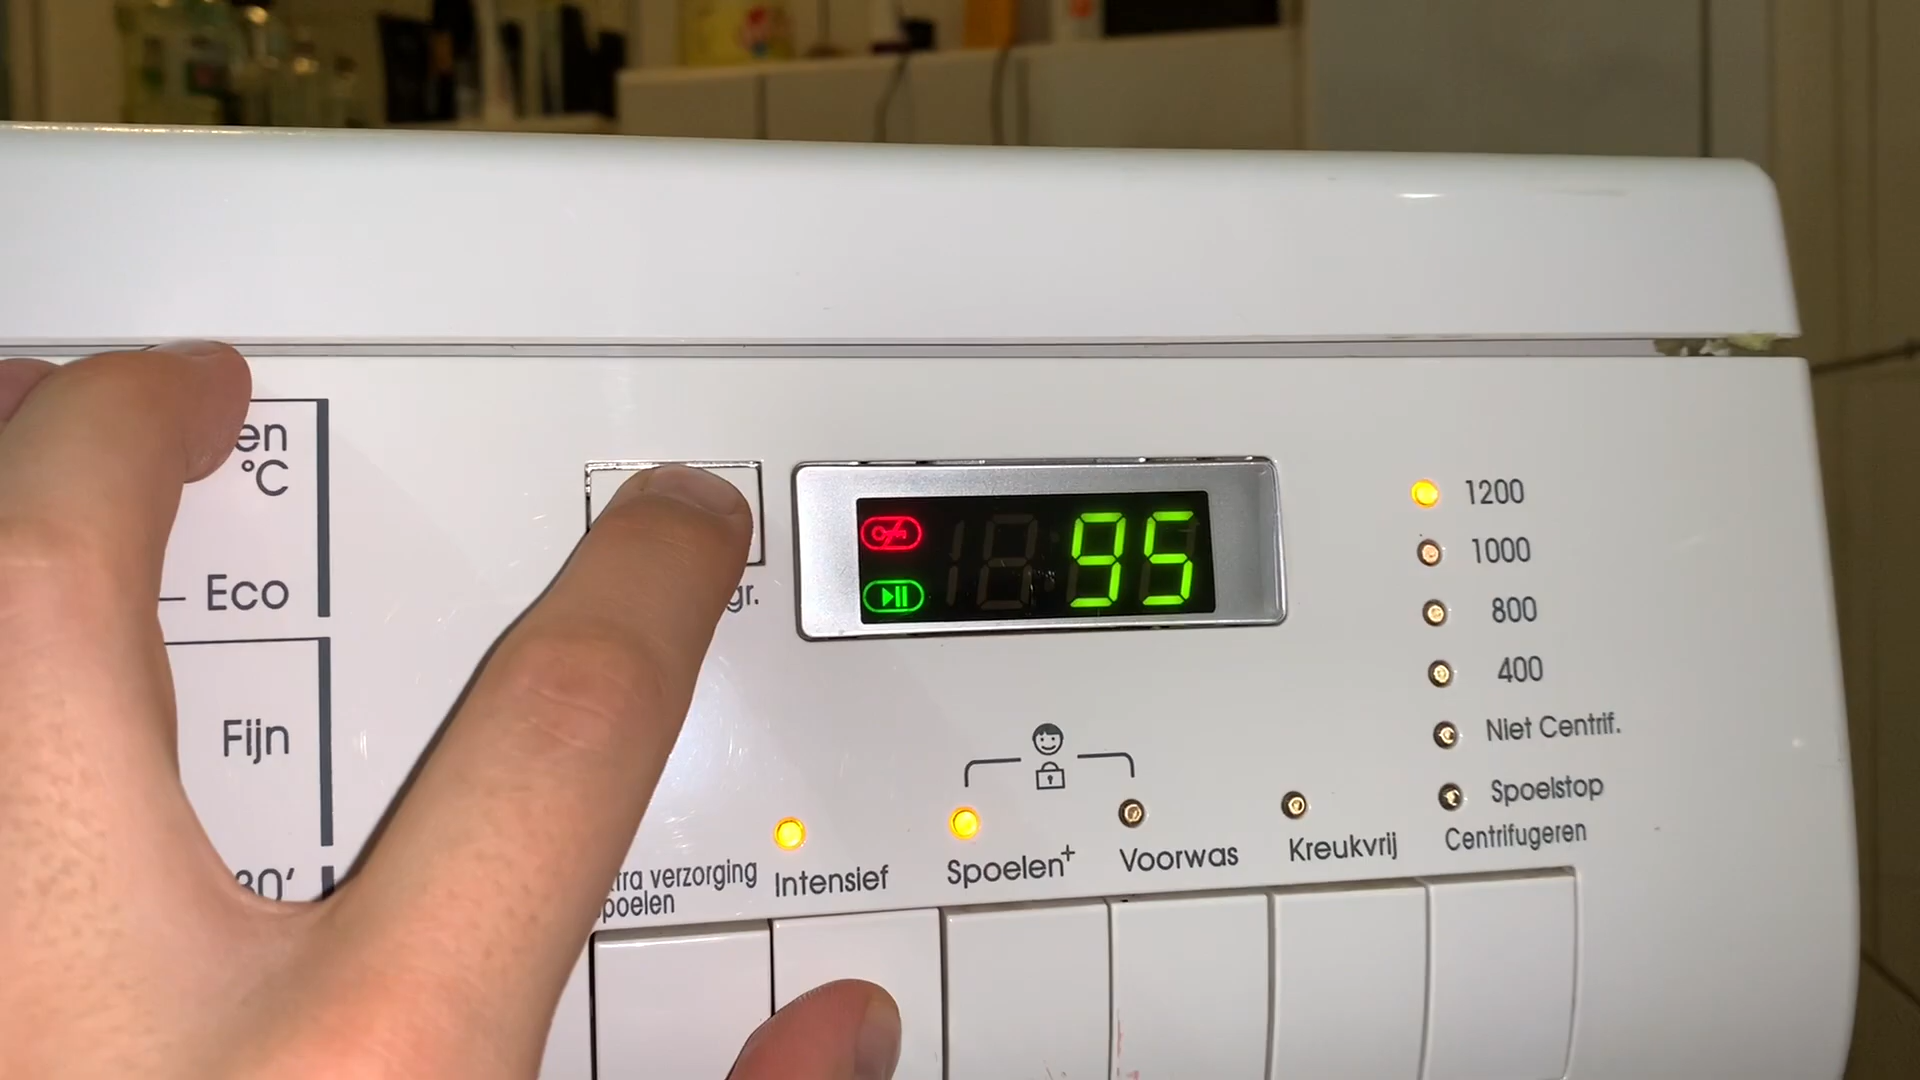 en
°C
Eco
Fijn
30′
gr.
95
1200
1000
800
400
Niet Centrif.
Spoelstop
Centrifugeren
tra verzorging
poelen
Intensief
Spoelen+
Voorwas
Kreukvrij